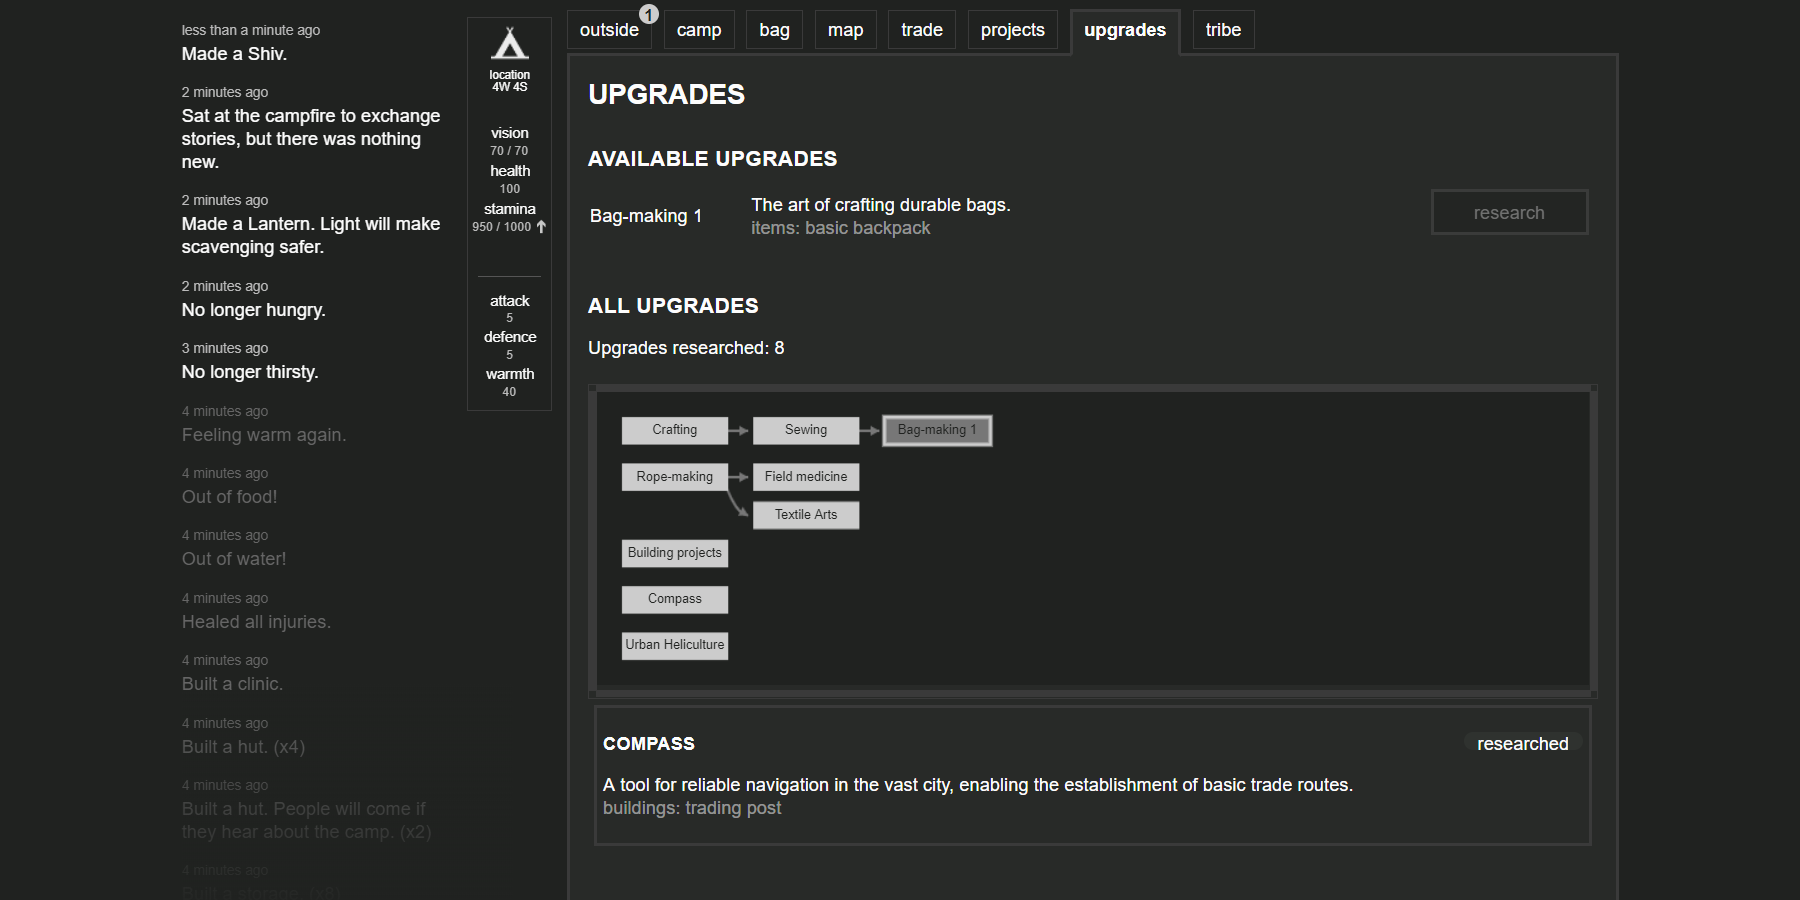 less than a minute ago
Made a Shiv.
2 minutes ago
Sat at the campfire to exchange
stories, but there was nothing
new.
2 minutes ago
Made a Lantern. Light will make
scavenging safer.
2 minutes ago
No longer hungry.
3 minutes ago
No longer thirsty.
4 minutes ago
Feeling warm again.
4 minutes ago
Out of food!
4 minutes ago
Out of water!
4 minutes ago
Healed all injuries.
4 minutes ago
Built a clinic.
4 minutes ago
Built a hut. (x4)
4 minutes ago
Built a hut. People will come if
they hear about the camp. (x2)
4 minutes ago
Built a storage. (x8)
location
4W 4S
vision
70 / 70
health
100
stamina
950 / 1000
attack
5
defence
5
warmth
40
outside 1 camp bag map trade projects upgrades tribe
UPGRADES
AVAILABLE UPGRADES
Bag-making 1
The art of crafting durable bags.
items: basic backpack
research
ALL UPGRADES
Upgrades researched: 8
Crafting Sewing Bag-making 1
Rope-making Field medicine
Textile Arts
Building projects
Compass
Urban Heliculture
COMPASS researched
A tool for reliable navigation in the vast city, enabling the establishment of basic trade routes.
buildings: trading post